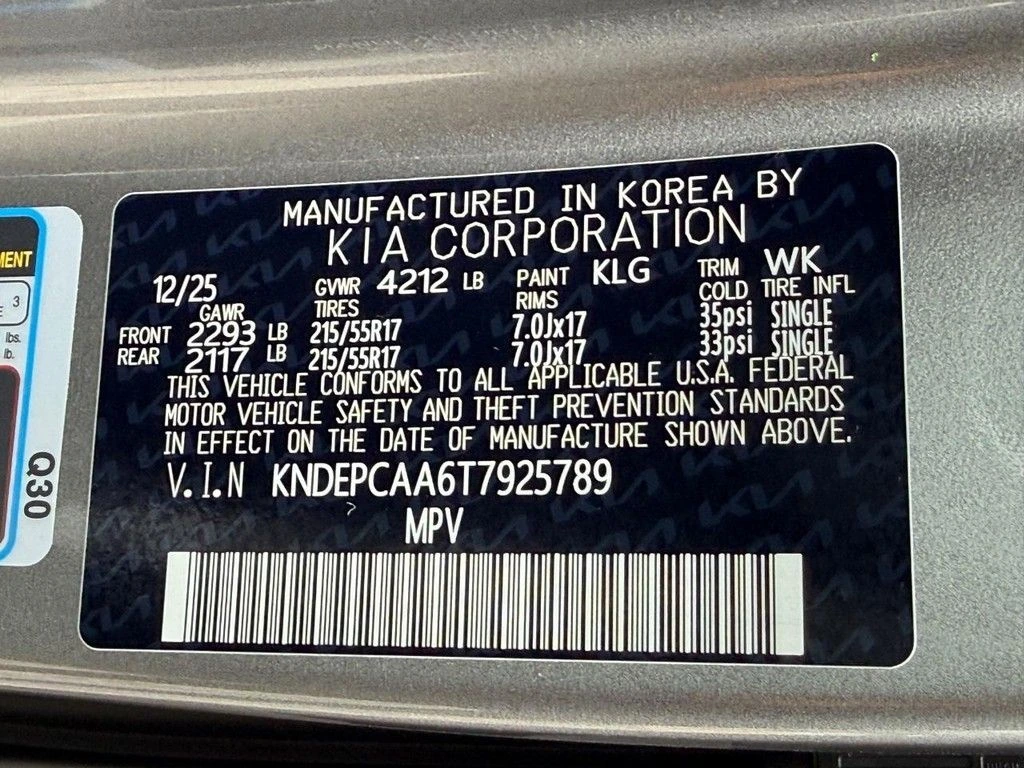 MANUFACTURED IN KOREA BY
KIA CORPORATION
12/25 GVWR 4212 LB PAINT KLG TRIM WK
GAWR TIRES RIMS COLD TIRE INFL
FRONT 2293 LB 215/55R17 7.0Jx17 35psi SINGLE
REAR 2117 LB 215/55R17 7.0Jx17 33psi SINGLE
THIS VEHICLE CONFORMS TO ALL APPLICABLE U.S.A. FEDERAL
MOTOR VEHICLE SAFETY AND THEFT PREVENTION STANDARDS
IN EFFECT ON THE DATE OF MANUFACTURE SHOWN ABOVE.
V.I.N KNDEPCAA6T7925789
MPV
3
lbs.
lb.
Q30